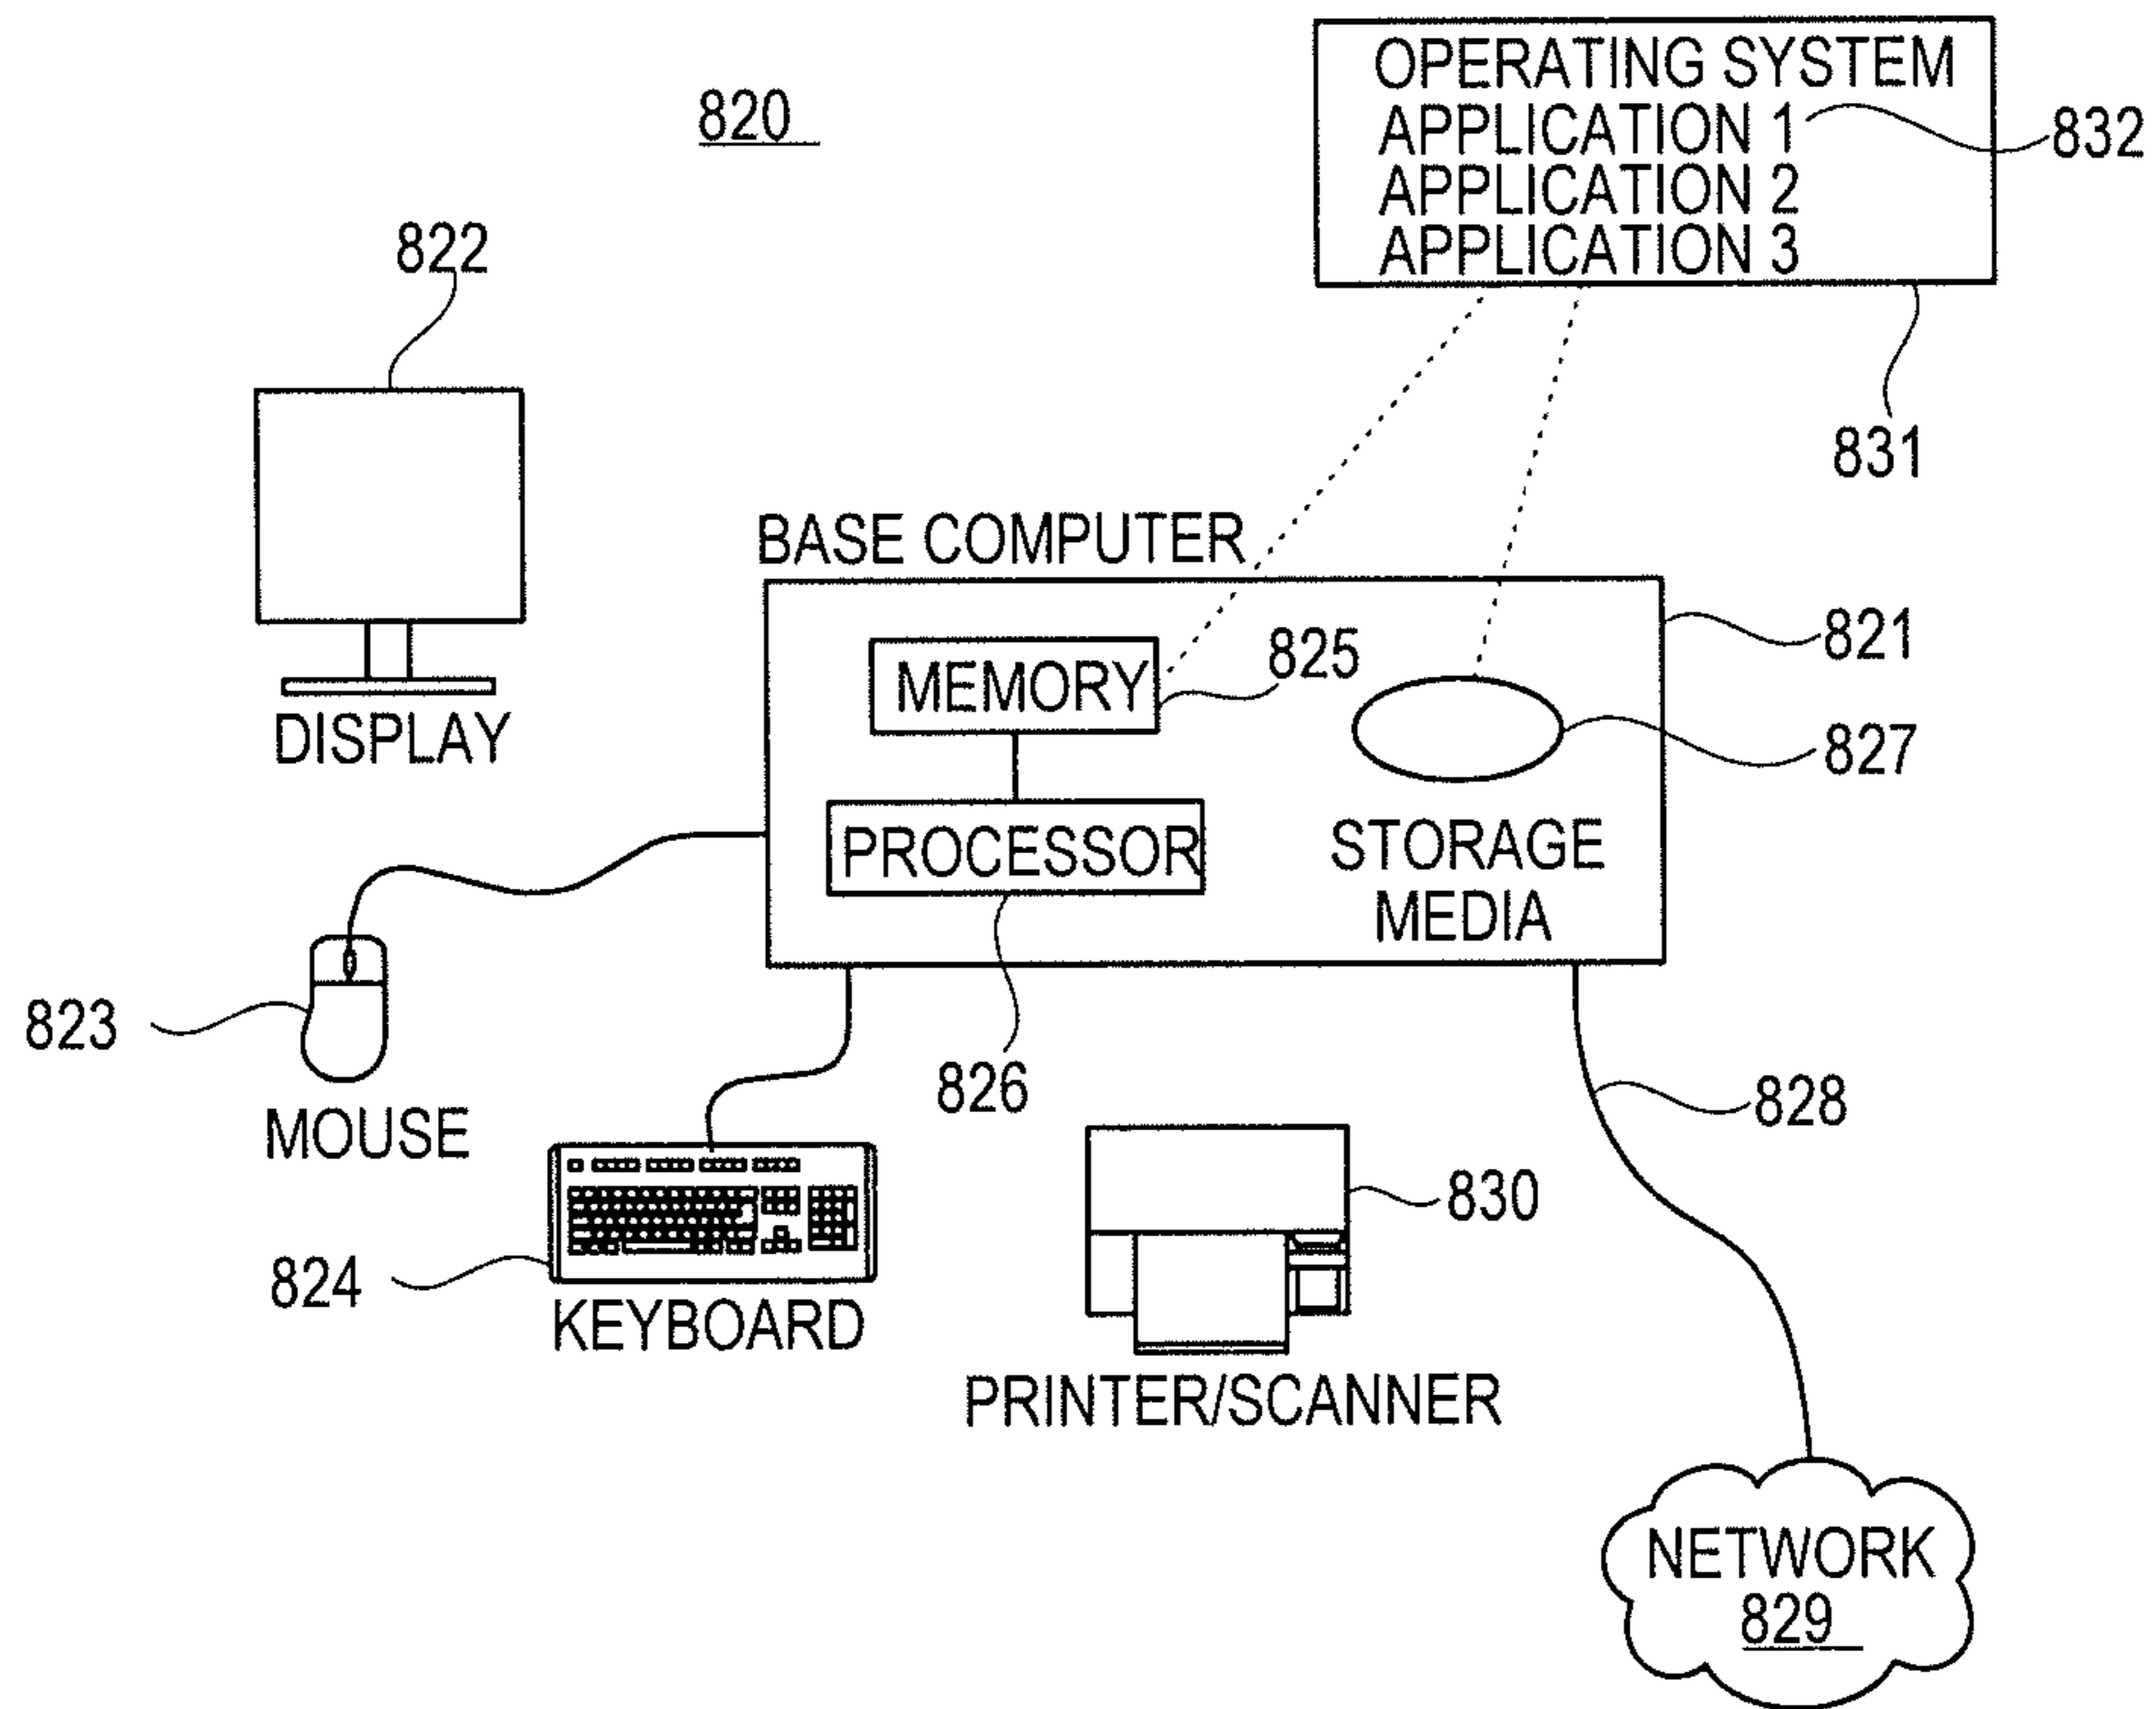 820
OPERATING SYSTEM
APPLICATION 1
APPLICATION 2
APPLICATION 3
832
822
831
BASE COMPUTER
821
MEMORY
825
DISPLAY
827
PROCESSOR
STORAGE
MEDIA
823
826
828
MOUSE
830
824
KEYBOARD
PRINTER/SCANNER
NETWORK
829